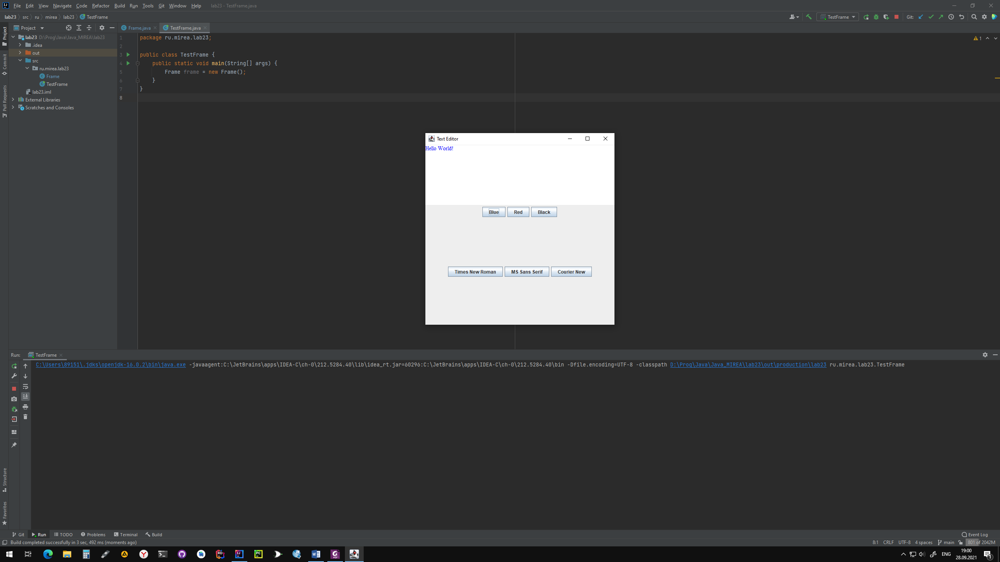 File Edit View Navigate Code Refactor Build Run Tools Git Window Help lab23 - TestFrame.java
lab23 src ru mirea lab23 TestFrame
TestFrame Git:
Project
Frame.java TestFrame.java
lab23 D:\Prog\Java\Java_MIREA\lab23
.idea
out
src
ru.mirea.lab23
Frame
TestFrame
lab23.iml
External Libraries
Scratches and Consoles
Project
Commit
Pull Requests
1 package ru.mirea.lab23;
2
3 public class TestFrame {
4 public static void main(String[] args) {
5 Frame frame = new Frame();
6 }
7 }
8
1
Text Editor
Hello World!
Blue Red Black
Times New Roman MS Sans Serif Courier New
Run: TestFrame
C:\Users\89151\.jdks\openjdk-16.0.2\bin\java.exe -javaagent:C:\JetBrains\apps\IDEA-C\ch-0\212.5284.40\lib\idea_rt.jar=60296:C:\JetBrains\apps\IDEA-C\ch-0\212.5284.40\bin -Dfile.encoding=UTF-8 -classpath D:\Prog\Java\Java_MIREA\lab23\out\production\lab23 ru.mirea.lab23.TestFrame
Structure
Favorites
Git Run TODO Problems Terminal Build Event Log
Build completed successfully in 3 sec, 492 ms (moments ago) 8:1 CRLF UTF-8 4 spaces main 801 of 2042M
ENG 19:00
28.09.2021
1